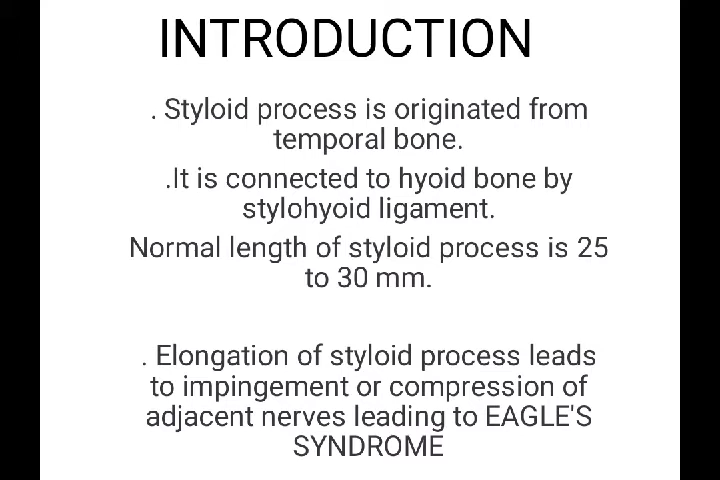 INTRODUCTION
. Styloid process is originated from
temporal bone.
.It is connected to hyoid bone by
stylohyoid ligament.
Normal length of styloid process is 25
to 30 mm.
. Elongation of styloid process leads
to impingement or compression of
adjacent nerves leading to EAGLE'S
SYNDROME